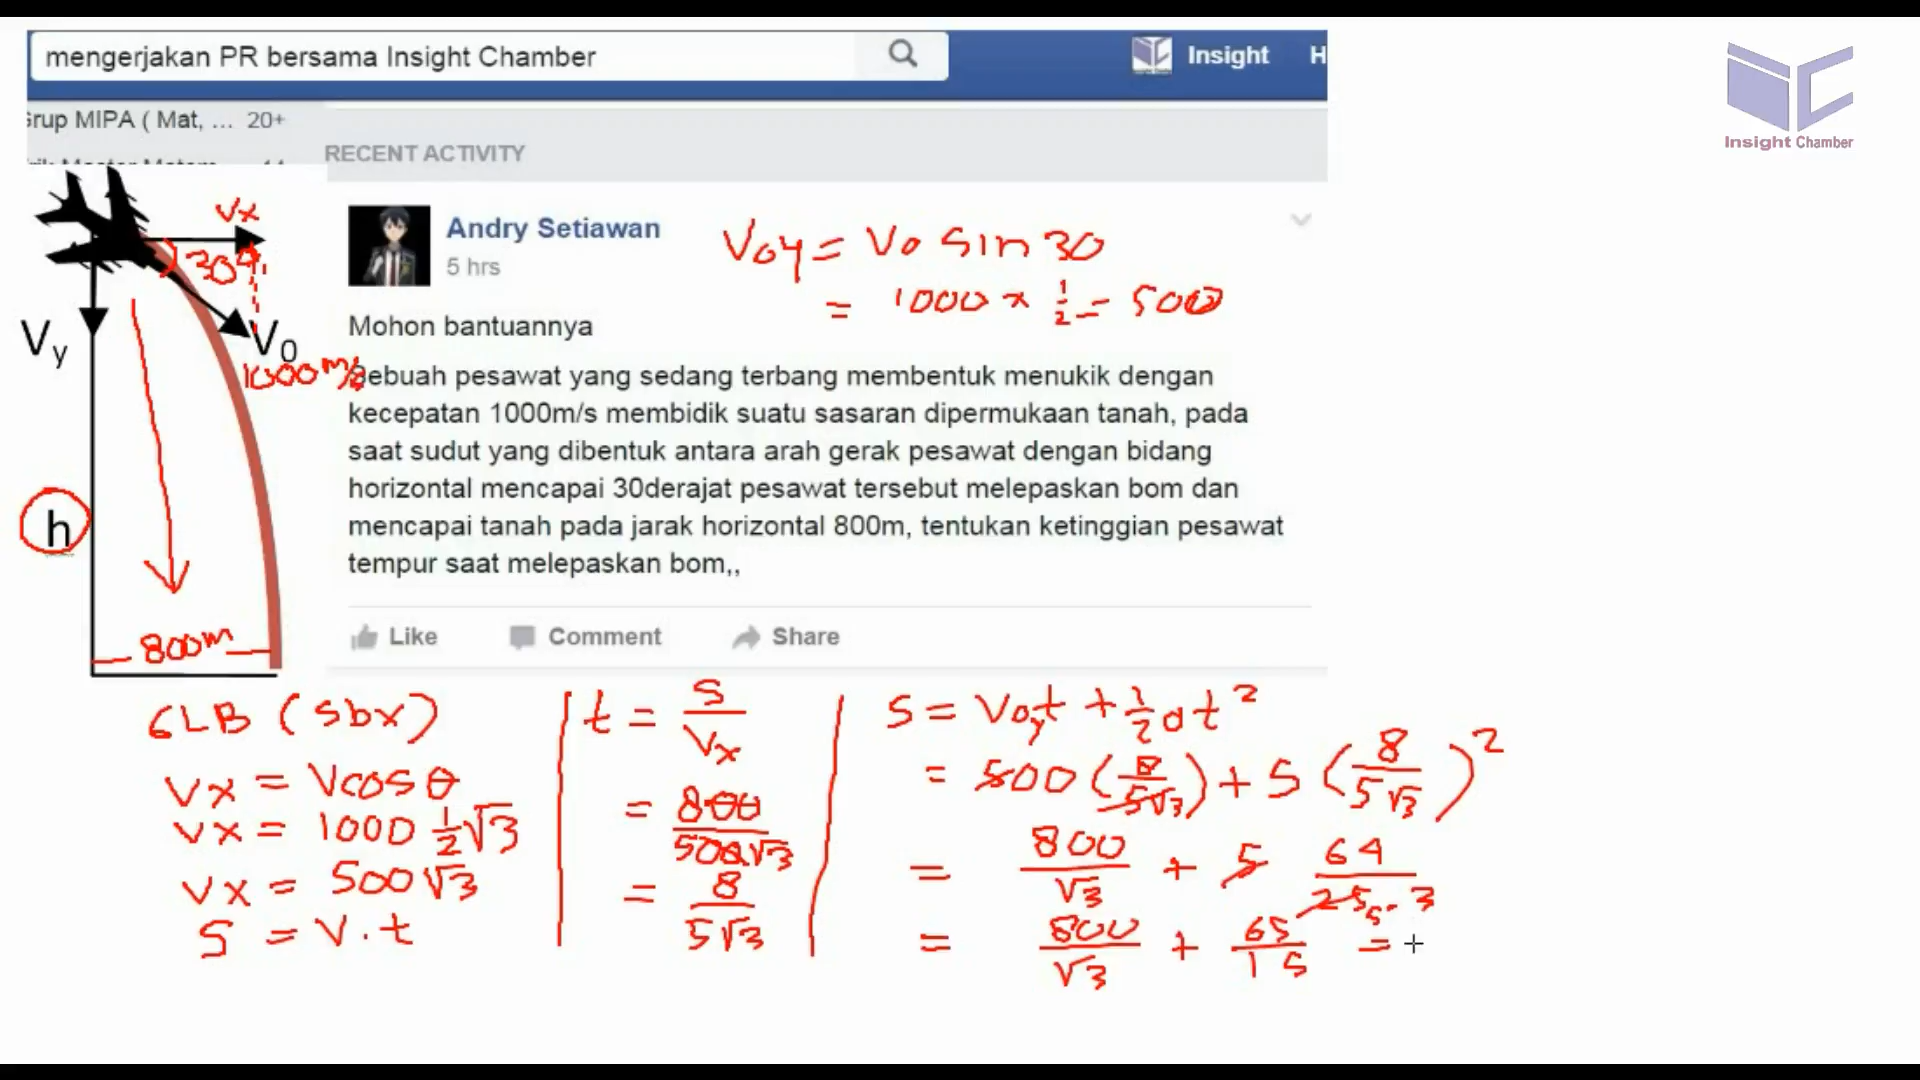 mengerjakan PR bersama Insight Chamber
Insight H
Insight Chamber
Grup MIPA ( Mat, ... 20+
RECENT ACTIVITY
Andry Setiawan
5 hrs
Mohon bantuannya
Sebuah pesawat yang sedang terbang membentuk menukik dengan
kecepatan 1000m/s membidik suatu sasaran dipermukaan tanah, pada
saat sudut yang dibentuk antara arah gerak pesawat dengan bidang
horizontal mencapai 30derajat pesawat tersebut melepaskan bom dan
mencapai tanah pada jarak horizontal 800m, tentukan ketinggian pesawat
tempur saat melepaskan bom,,
Like Comment Share
Voy = Vo sin 30
= 1000 x 1/2 = 500
Vx
30°
Vy
V0
1000 m/s
h
800m
GLB (sbx)
Vx = V cos θ
Vx = 1000 1/2 √3
Vx = 500 √3
S = V . t
t = S/Vx
= 800/500√3
= 8/5√3
S = Voy t + 1/2 at²
= 500 (8/5√3) + 5 (8/5√3)²
= 800/√3 + 5 64/25 5 . 3
= 800/√3 + 65/15 =